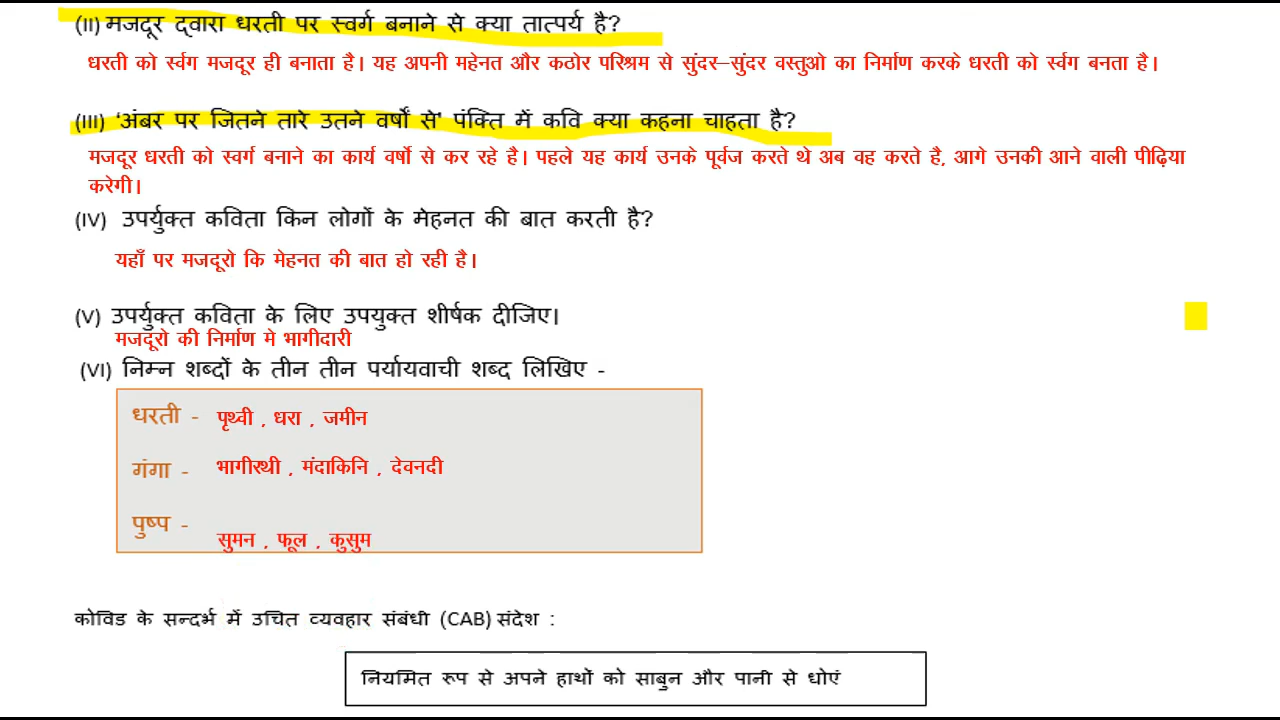 (II) मजदूर द्वारा धरती पर स्वर्ग बनाने से क्या तात्पर्य है?
धरती को र्स्वग मजदूर ही बनाता है। यह अपनी महेनत और कठोर परिश्रम से सुंदर–सुंदर वस्तुओ का निर्माण करके धरती को र्स्वग बनता है।
(III) 'अंबर पर जितने तारे उतने वर्षों से' पंक्ति में कवि क्या कहना चाहता है?
मजदूर धरती को स्वर्ग बनाने का कार्य वर्षो से कर रहे है। पहले यह कार्य उनके पूर्वज करते थे अब वह करते है, आगे उनकी आने वाली पीढ़िया
करेगी।
(IV) उपर्युक्त कविता किन लोगों के मेहनत की बात करती है?
यहाँ पर मजदूरो कि मेहनत की बात हो रही है।
(V) उपर्युक्त कविता के लिए उपयुक्त शीर्षक दीजिए।
मजदूरो की निर्माण मे भागीदारी
(VI) निम्न शब्दों के तीन तीन पर्यायवाची शब्द लिखिए -
धरती - पृथ्वी , धरा , जमीन
गंगा - भागीरथी , मंदाकिनि , देवनदी
पुष्प - सुमन , फूल , कुसुम
कोविड के सन्दर्भ में उचित व्यवहार संबंधी (CAB) संदेश :
नियमित रूप से अपने हाथों को साबुन और पानी से धोएं